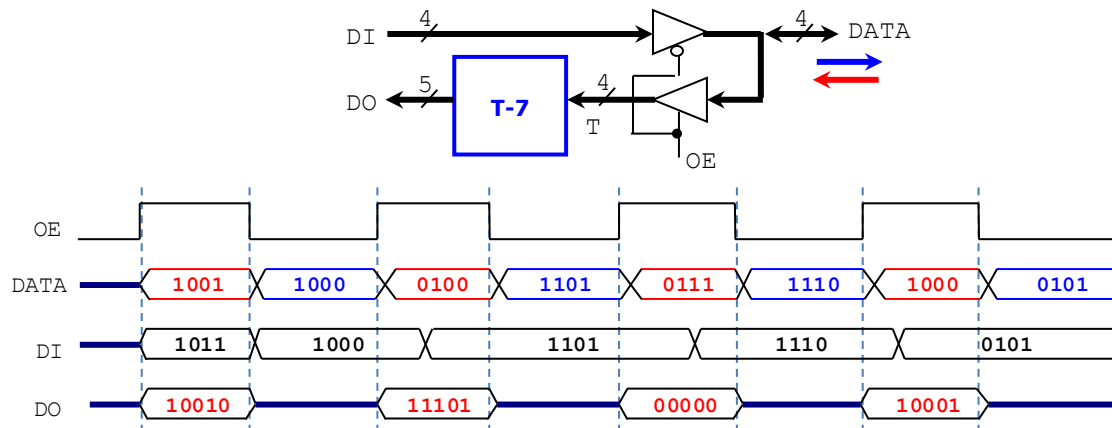 DI 4 4 DATA
DO 5 T-7 4
T
OE
OE
DATA 1001 1000 0100 1101 0111 1110 1000 0101
DI 1011 1000 1101 1110 0101
DO 10010 11101 00000 10001